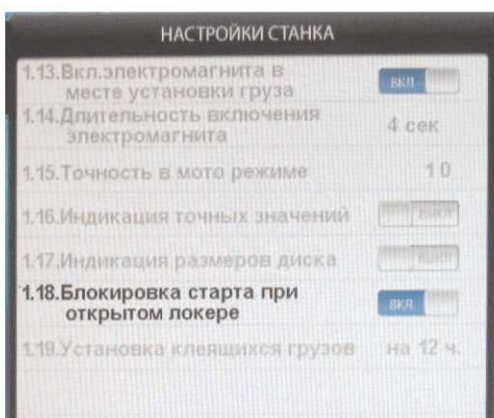 НАСТРОЙКИ СТАНКА
1.13.Вкл.электромагнита в
месте установки груза
ВКЛ
1.14.Длительность включения
электромагнита
4 сек
1.15.Точность в мото режиме
10
1.16.Индикация точных значений
ВЫКЛ
1.17.Индикация размеров диска
ВЫКЛ
1.18.Блокировка старта при
открытом локере
ВКЛ
1.19.Установка клеящихся грузов
на 12 ч.